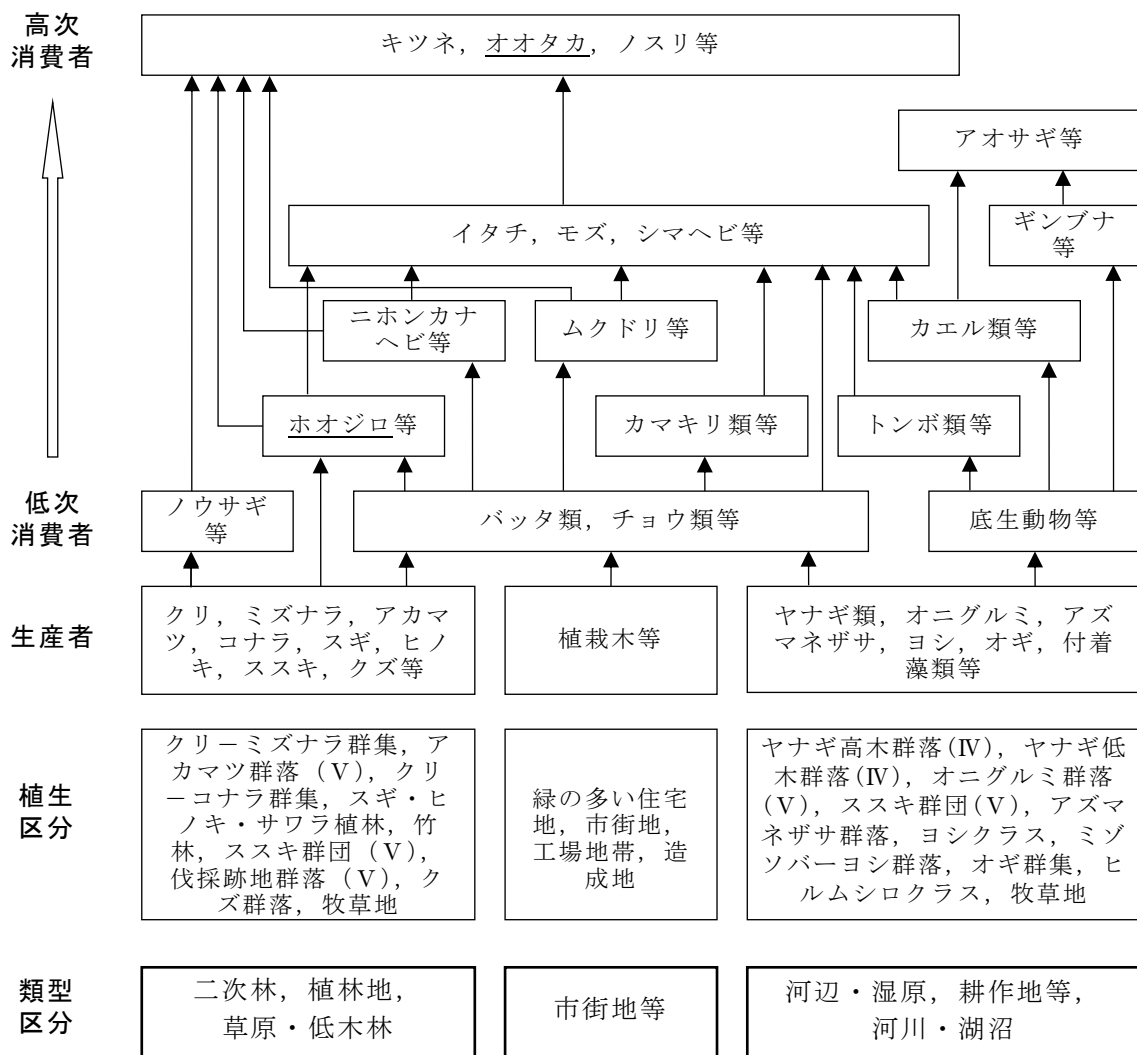 高次
消費者
キツネ，オオタカ，ノスリ等
アオサギ等
イタチ，モズ，シマヘビ等
ギンブナ
等
ニホンカナ
ヘビ等
ムクドリ等
カエル類等
ホオジロ等
カマキリ類等
トンボ類等
低次
消費者
ノウサギ
等
バッタ類，チョウ類等
底生動物等
生産者
クリ，ミズナラ，アカマ
ツ，コナラ，スギ，ヒノ
キ，ススキ，クズ等
植栽木等
ヤナギ類，オニグルミ，アズ
マネザサ，ヨシ，オギ，付着
藻類等
植生
区分
クリ－ミズナラ群集，ア
カマツ群落（Ⅴ），クリ
－コナラ群集，スギ・ヒ
ノキ・サワラ植林，竹
林，ススキ群団（Ⅴ），
伐採跡地群落（Ⅴ），ク
ズ群落，牧草地
緑の多い住宅
地，市街地，
工場地帯，造
成地
ヤナギ高木群落(Ⅳ)，ヤナギ低
木群落(Ⅳ)，オニグルミ群落
(Ⅴ)，ススキ群団(Ⅴ)，アズマ
ネザサ群落，ヨシクラス，ミゾ
ソバーヨシ群落，オギ群集，ヒ
ルムシロクラス，牧草地
類型
区分
二次林，植林地，
草原・低木林
市街地等
河辺・湿原，耕作地等，
河川・湖沼